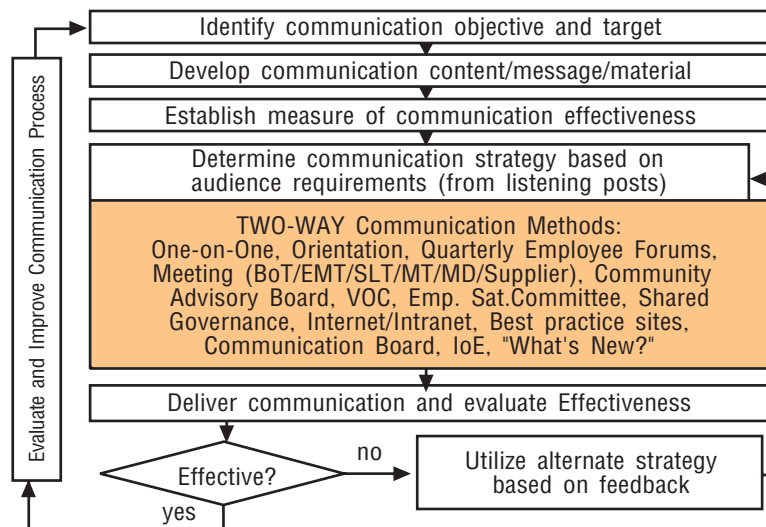 Identify communication objective and target
Develop communication content/message/material
Establish measure of communication effectiveness
Determine communication strategy based on
audience requirements (from listening posts)
TWO-WAY Communication Methods:
One-on-One, Orientation, Quarterly Employee Forums,
Meeting (BoT/EMT/SLT/MT/MD/Supplier), Community
Advisory Board, VOC, Emp. Sat.Committee, Shared
Governance, Internet/Intranet, Best practice sites,
Communication Board, IoE, "What's New?"
Deliver communication and evaluate Effectiveness
Effective?
no
Utilize alternate strategy
based on feedback
yes
Evaluate and Improve Communication Process